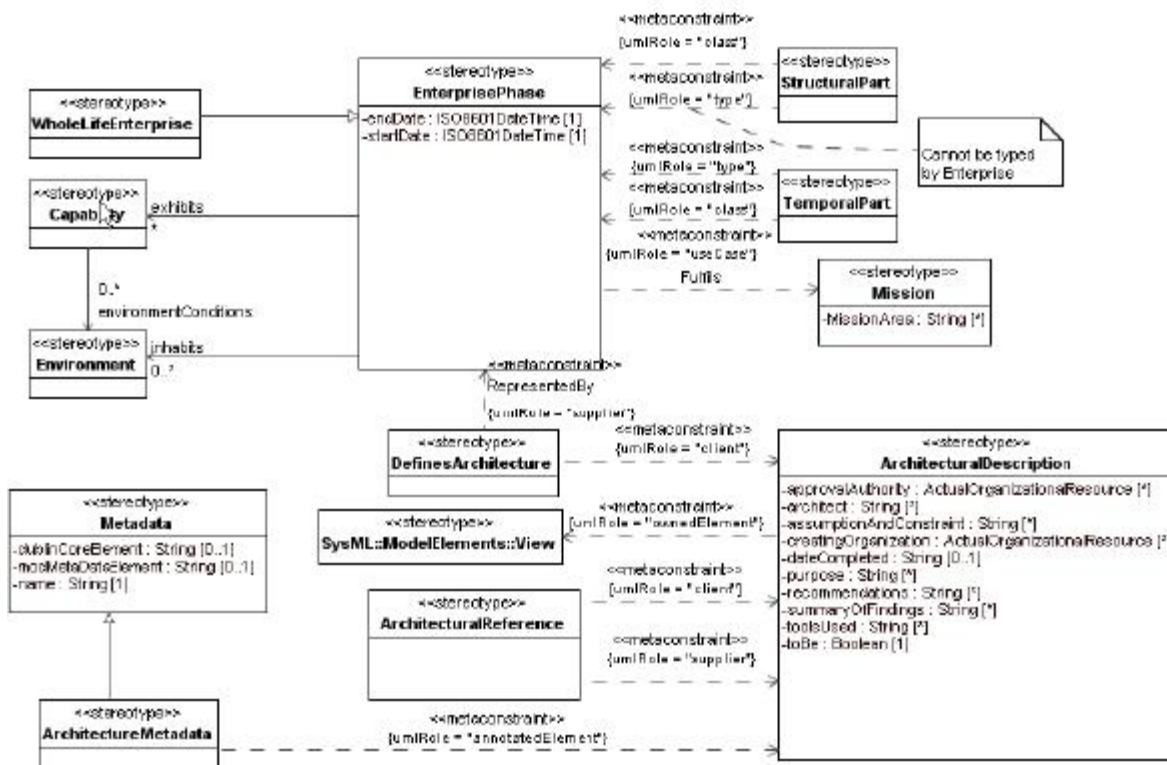 <<metaconstraint>>
{umlRole = "class"}
<<stereotype>>
EnterprisePhase
-endDate : ISO8601DateTime [1]
-startDate : ISO8601DateTime [1]
<<stereotype>>
StructuralPart
<<metaconstraint>>
{umlRole = "type"}
<<stereotype>>
WholeLifeEnterprise
Cannot be typed
by Enterprise
<<metaconstraint>>
{umlRole = "type"}
<<stereotype>>
TemporalPart
<<metaconstraint>>
{umlRole = "class"}
<<stereotype>>
exhibits
*
<<metaconstraint>>
{umlRole = "useCase"}
Fulfils
<<stereotype>>
Mission
-MissionArea : String [*]
0..*
environmentConditions
<<stereotype>>
Environment
inhabits
0..*
<<metaconstraint>>
RepresentedBy
{umlRole = "supplier"}
<<stereotype>>
DefinesArchitecture
<<metaconstraint>>
{umlRole = "client"}
<<stereotype>>
ArchitecturalDescription
-approvalAuthority : ActualOrganizationalResource [*]
-architect : String [*]
-assumptionAndConstraint : String [*]
-creatingOrganization : ActualOrganizationalResource
-dateCompleted : String [0..1]
-purpose : String [*]
-recommendations : String [*]
-summaryOfFindings : String [*]
-toolsUsed : String [*]
-toBe : Boolean [1]
<<stereotype>>
Metadata
-dublinCoreElement : String [0..1]
-modMetaDataElement : String [0..1]
-name : String [1]
<<stereotype>>
SysML::ModelElements::View
<<metaconstraint>>
{umlRole = "ownedElement"}
<<stereotype>>
ArchitecturalReference
<<metaconstraint>>
{umlRole = "client"}
<<metaconstraint>>
{umlRole = "supplier"}
<<stereotype>>
ArchitectureMetadata
<<metaconstraint>>
{umlRole = "annotatedElement"}